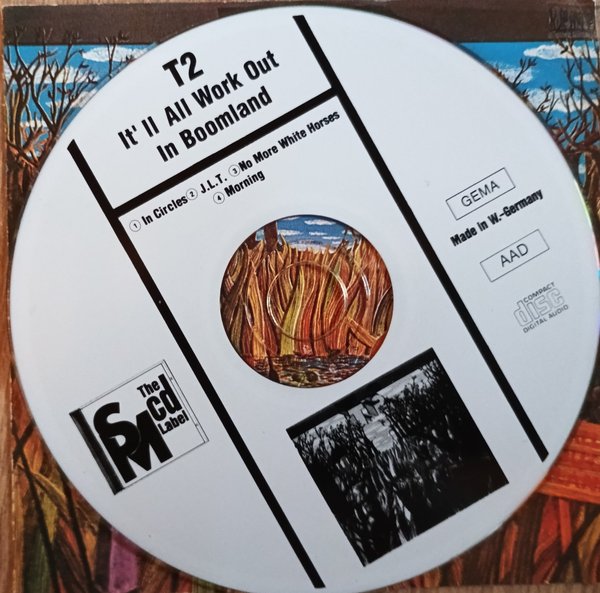 T2
It' ll All Work Out
In Boomland
① In Circles ② J.L.T. ③ No More White Horses
④ Morning
GEMA
Made in W.-Germany
AAD
COMPACT
disc
DIGITAL AUDIO
The
cd
Label
SPM